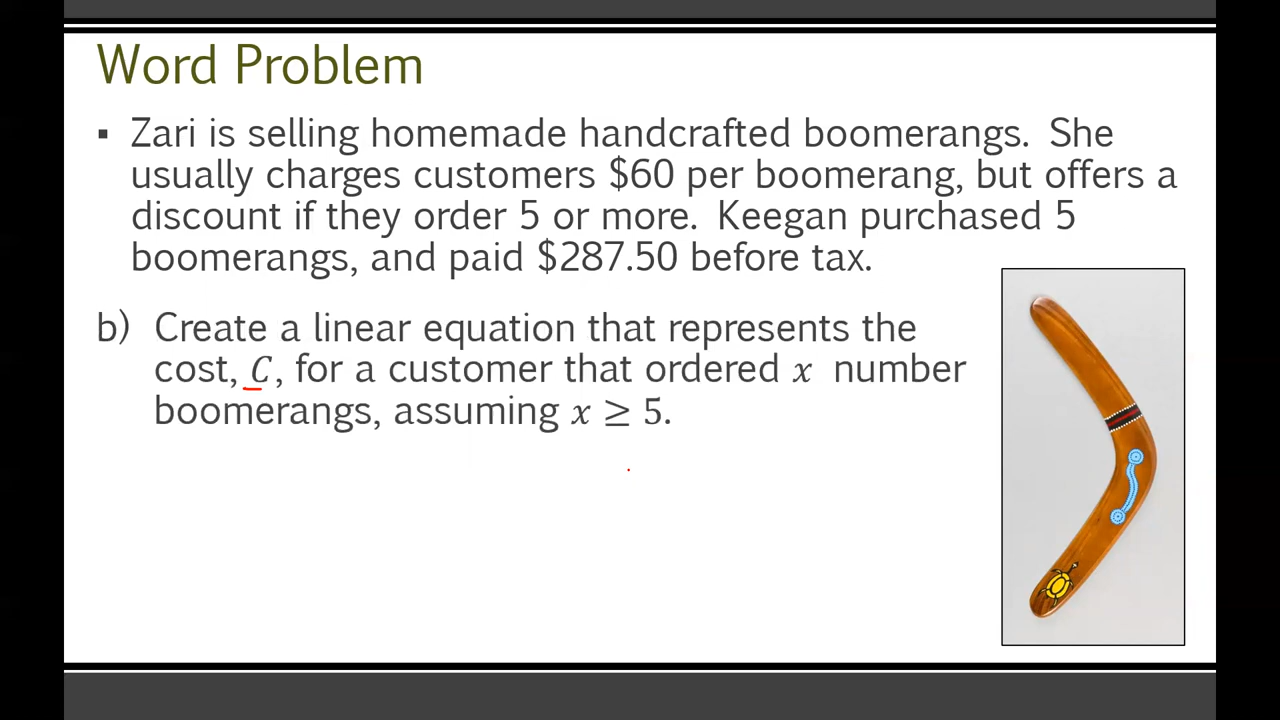 Word Problem
▪ Zari is selling homemade handcrafted boomerangs. She
usually charges customers $60 per boomerang, but offers a
discount if they order 5 or more. Keegan purchased 5
boomerangs, and paid $287.50 before tax.
b) Create a linear equation that represents the
cost, C, for a customer that ordered x number
boomerangs, assuming x ≥ 5.